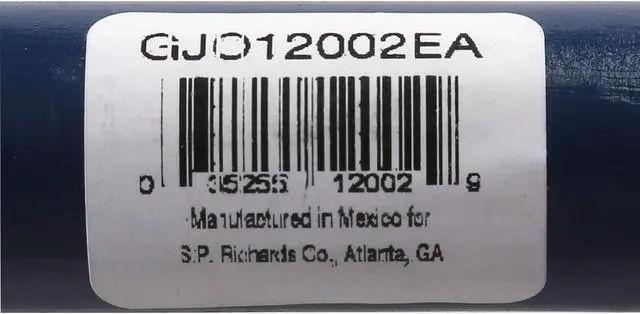 GJO12002EA
0 35255 12002 9
Manufactured in Mexico for
S.P. Richards Co., Atlanta, GA